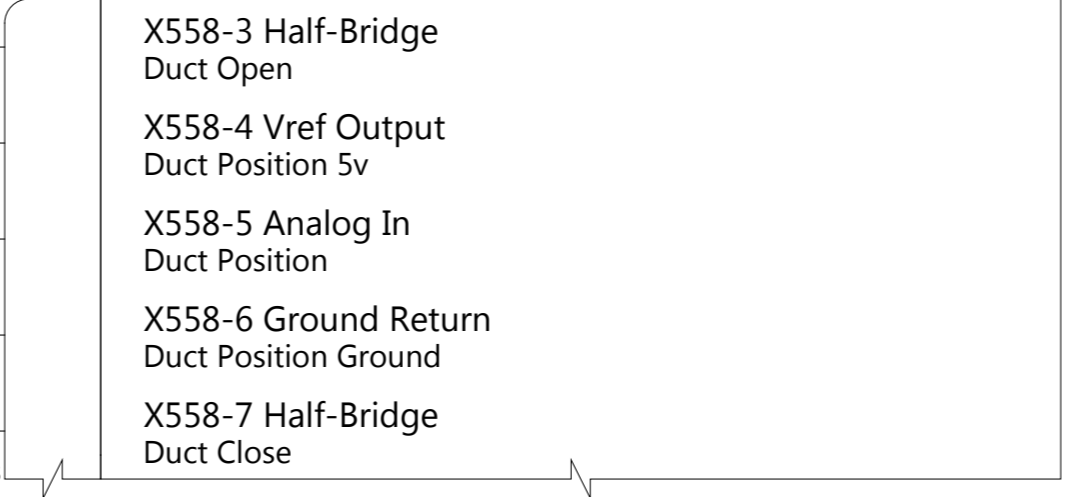 X558-3 Half-Bridge
Duct Open
X558-4 Vref Output
Duct Position 5v
X558-5 Analog In
Duct Position
X558-6 Ground Return
Duct Position Ground
X558-7 Half-Bridge
Duct Close